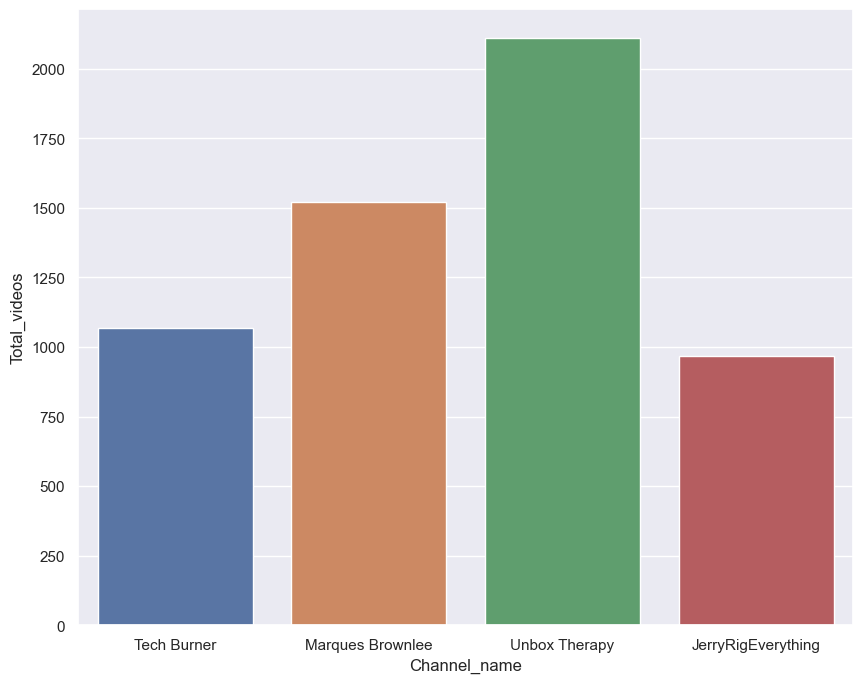 2000
1750
1500
1250
1000
750
500
250
0
Total_videos
Tech Burner
Marques Brownlee
Unbox Therapy
JerryRigEverything
Channel_name